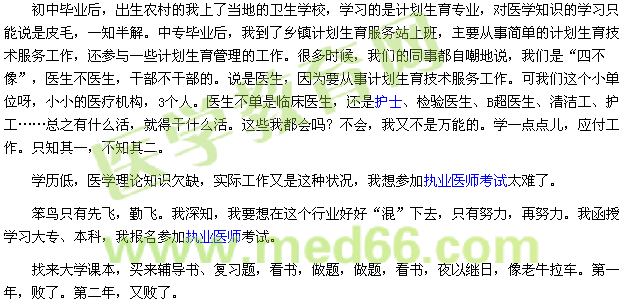 初中毕业后，出生农村的我上了当地的卫生学校，学习的是计划生育专业，对医学知识的学习只
能说是皮毛，一知半解。中专毕业后，我到了乡镇计划生育服务站上班，主要从事简单的计划生育技
术服务工作，还参与一些计划生育管理的工作。很多时候，我们的同事都自嘲地说，我们是“四不
像”，医生不医生，干部不干部的。说是医生，因为要从事计划生育技术服务工作。可我们这个小单
位呀，小小的医疗机构，3个人。医生不单是临床医生，还是护士、检验医生、B超医生、清洁工、护
工……总之有什么活，就得干什么活。这些我都会吗？不会，我又不是万能的。学一点点儿，应付工
作。只知其一，不知其二。
学历低，医学理论知识欠缺，实际工作又是这种状况，我想参加执业医师考试太难了。
笨鸟只有先飞，勤飞。我深知，我要想在这个行业好好“混”下去，只有努力，再努力。我函授
学习大专、本科，我报名参加执业医师考试。
找来大学课本，买来辅导书、复习题，看书，做题，做题，看书，夜以继日，像老牛拉车。第一
年，败了。第二年，又败了。
医学教育网
www.med66.com